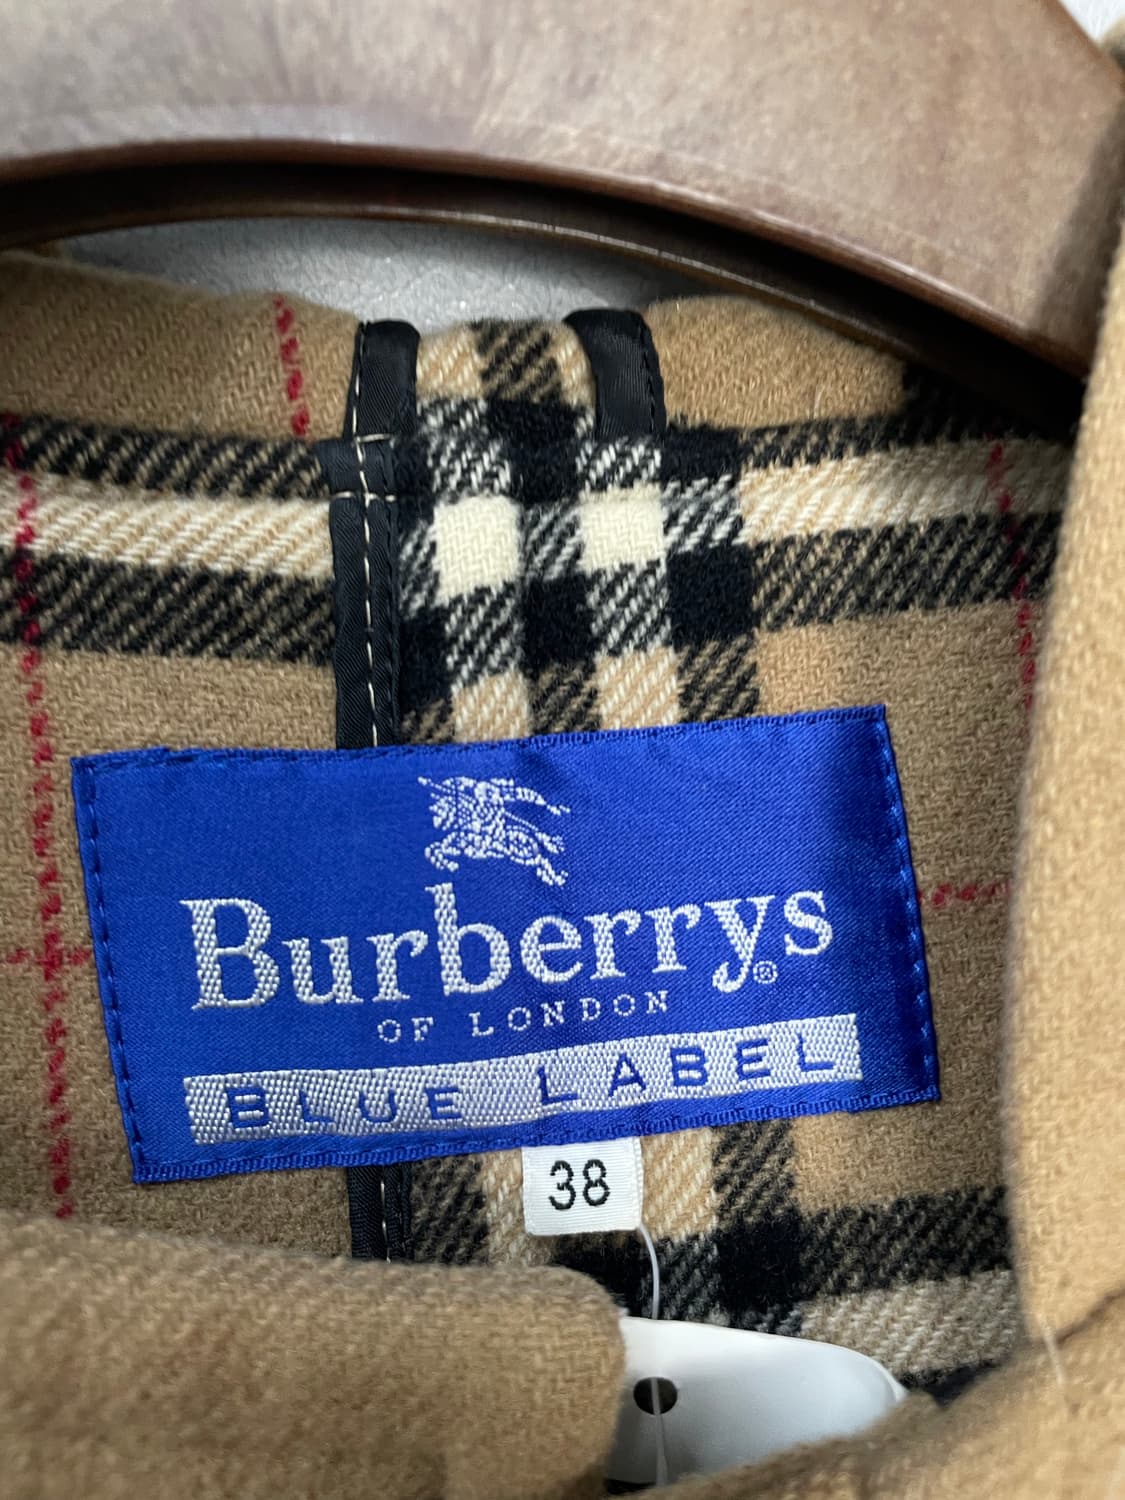 Burberrys®
OF LONDON
BLUE LABEL
38